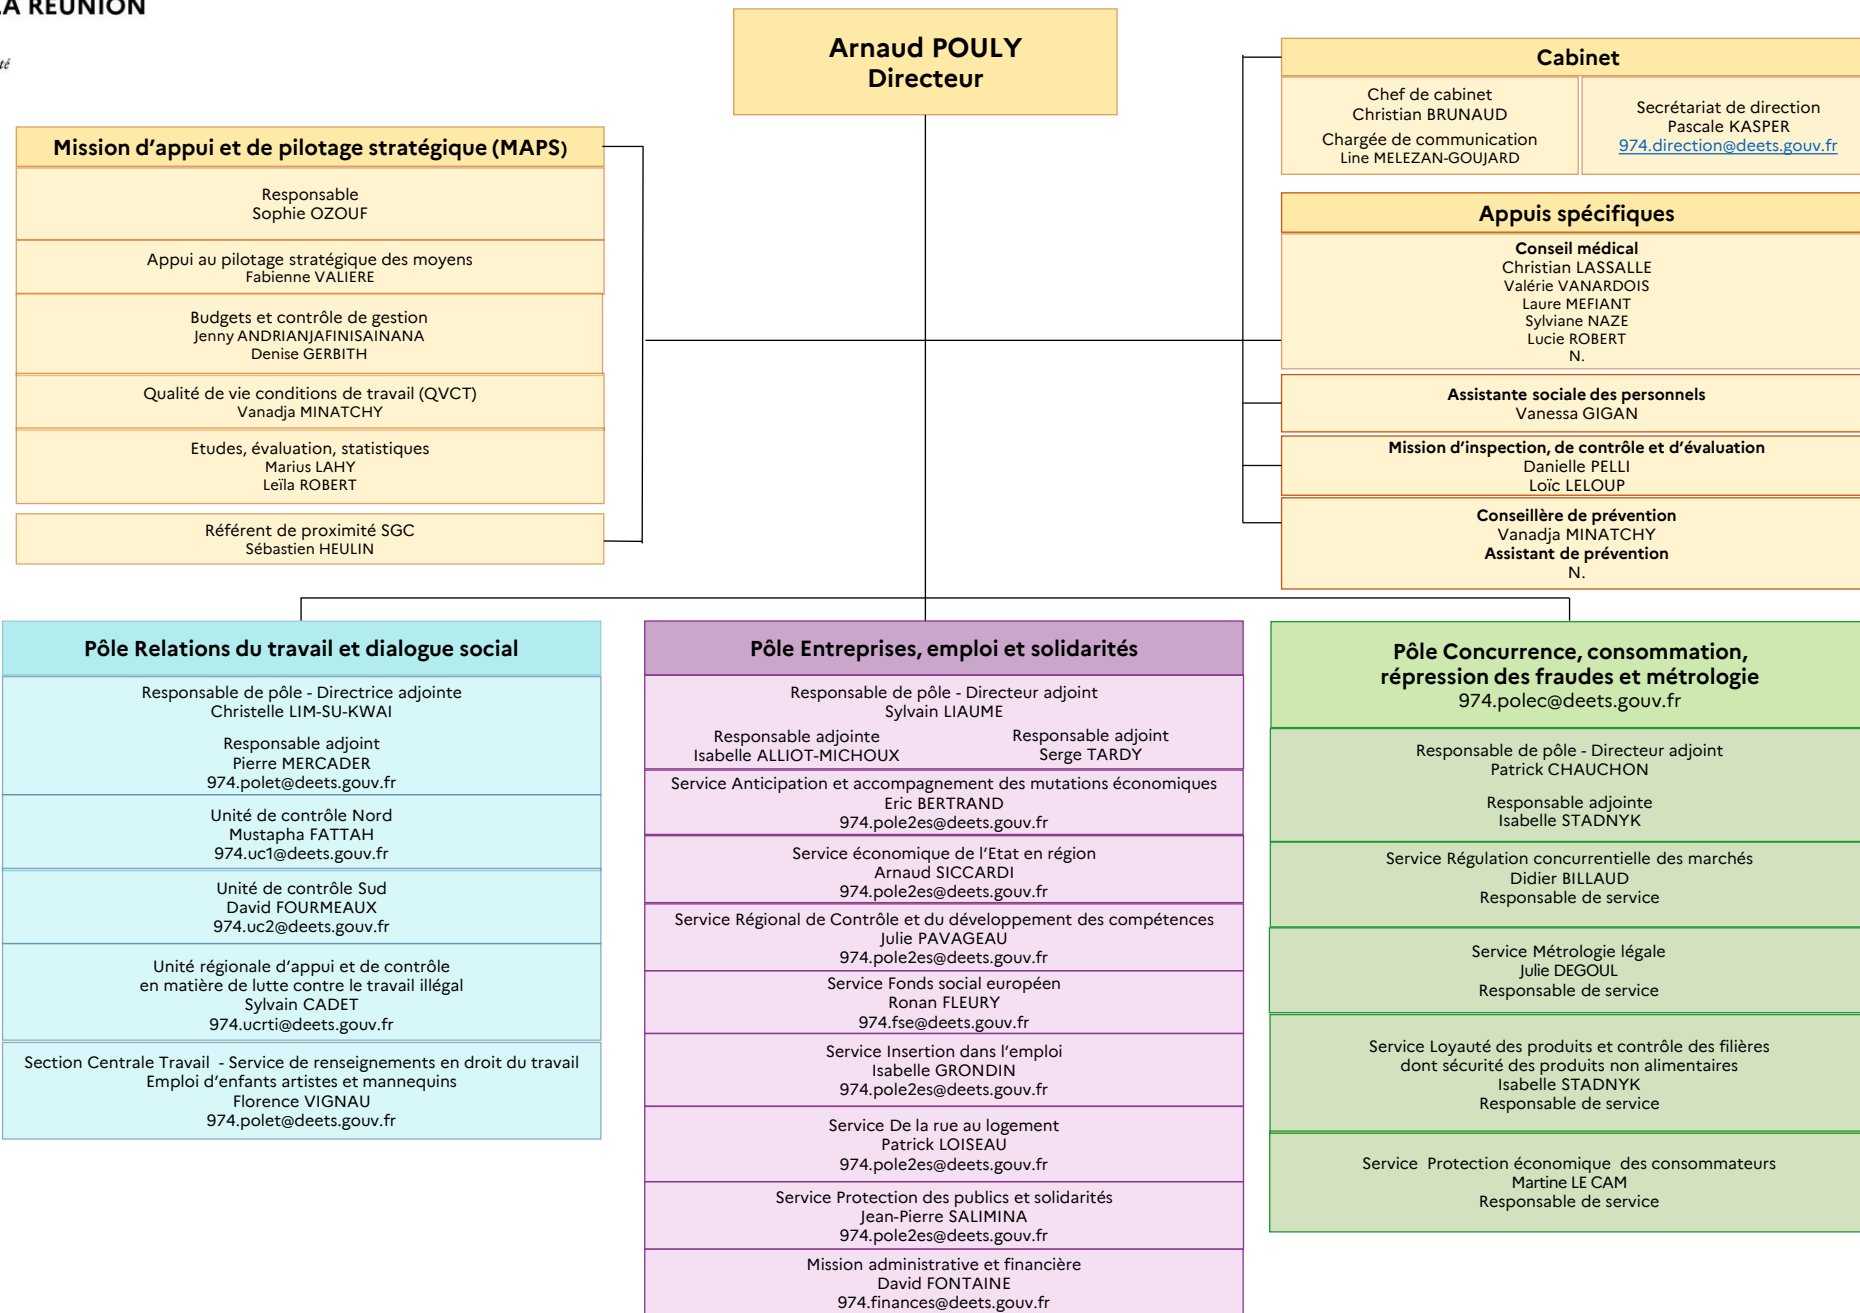 LA RÉUNION
té
Arnaud POULY
Directeur
Cabinet
Chef de cabinet
Christian BRUNAUD
Chargée de communication
Line MELEZAN-GOUJARD
Secrétariat de direction
Pascale KASPER
974.direction@deets.gouv.fr
Mission d'appui et de pilotage stratégique (MAPS)
Responsable
Sophie OZOUF
Appui au pilotage stratégique des moyens
Fabienne VALIERE
Budgets et contrôle de gestion
Jenny ANDRIANJAFINISAINANA
Denise GERBITH
Qualité de vie conditions de travail (QVCT)
Vanadja MINATCHY
Etudes, évaluation, statistiques
Marius LAHY
Leïla ROBERT
Référent de proximité SGC
Sébastien HEULIN
Appuis spécifiques
Conseil médical
Christian LASSALLE
Valérie VANARDOIS
Laure MEFIANT
Sylviane NAZE
Lucie ROBERT
N.
Assistante sociale des personnels
Vanessa GIGAN
Mission d'inspection, de contrôle et d'évaluation
Danielle PELLI
Loïc LELOUP
Conseillère de prévention
Vanadja MINATCHY
Assistant de prévention
N.
Pôle Relations du travail et dialogue social
Responsable de pôle - Directrice adjointe
Christelle LIM-SU-KWAI
Responsable adjoint
Pierre MERCADER
974.polet@deets.gouv.fr
Unité de contrôle Nord
Mustapha FATTAH
974.uc1@deets.gouv.fr
Unité de contrôle Sud
David FOURMEAUX
974.uc2@deets.gouv.fr
Unité régionale d'appui et de contrôle
en matière de lutte contre le travail illégal
Sylvain CADET
974.ucrti@deets.gouv.fr
Section Centrale Travail - Service de renseignements en droit du travail
Emploi d'enfants artistes et mannequins
Florence VIGNAU
974.polet@deets.gouv.fr
Pôle Entreprises, emploi et solidarités
Responsable de pôle - Directeur adjoint
Sylvain LIAUME
Responsable adjointe
Isabelle ALLIOT-MICHOUX
Responsable adjoint
Serge TARDY
Service Anticipation et accompagnement des mutations économiques
Eric BERTRAND
974.pole2es@deets.gouv.fr
Service économique de l'Etat en région
Arnaud SICCARDI
974.pole2es@deets.gouv.fr
Service Régional de Contrôle et du développement des compétences
Julie PAVAGEAU
974.pole2es@deets.gouv.fr
Service Fonds social européen
Ronan FLEURY
974.fse@deets.gouv.fr
Service Insertion dans l'emploi
Isabelle GRONDIN
974.pole2es@deets.gouv.fr
Service De la rue au logement
Patrick LOISEAU
974.pole2es@deets.gouv.fr
Service Protection des publics et solidarités
Jean-Pierre SALIMINA
974.pole2es@deets.gouv.fr
Mission administrative et financière
David FONTAINE
974.finances@deets.gouv.fr
Pôle Concurrence, consommation,
répression des fraudes et métrologie
974.polec@deets.gouv.fr
Responsable de pôle - Directeur adjoint
Patrick CHAUCHON
Responsable adjointe
Isabelle STADNYK
Service Régulation concurrentielle des marchés
Didier BILLAUD
Responsable de service
Service Métrologie légale
Julie DEGOUL
Responsable de service
Service Loyauté des produits et contrôle des filières
dont sécurité des produits non alimentaires
Isabelle STADNYK
Responsable de service
Service Protection économique des consommateurs
Martine LE CAM
Responsable de service